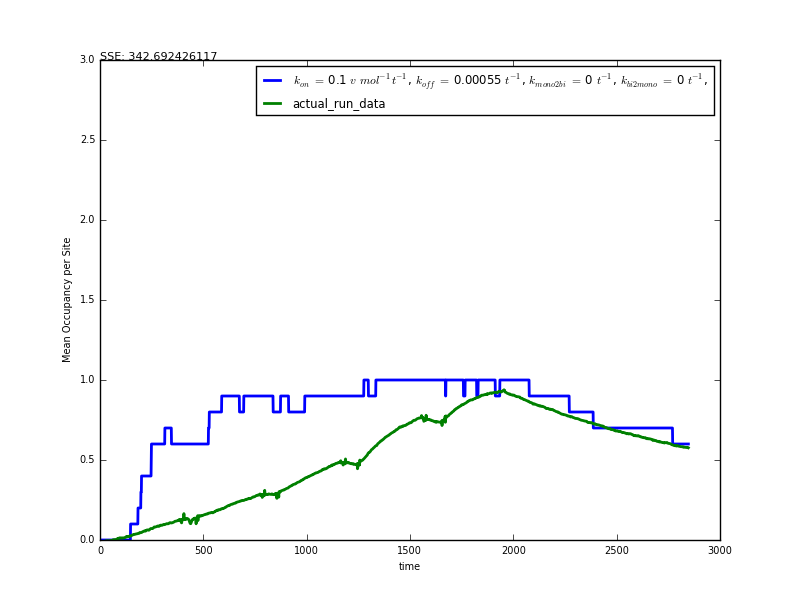 SSE: 342.692426117
k_on = 0.1 v mol^-1 t^-1, k_off = 0.00055 t^-1, k_mono2bi = 0 t^-1, k_bi2mono = 0 t^-1,
actual_run_data
3.0
2.5
2.0
1.5
1.0
0.5
0.0
Mean Occupancy per Site
0 500 1000 1500 2000 2500 3000
time